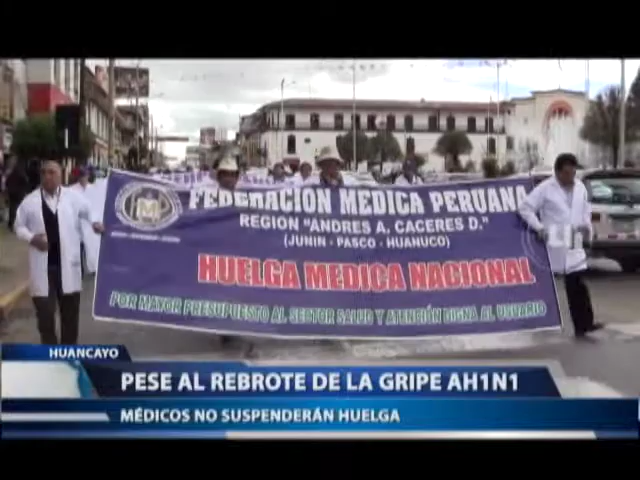 FEDERACIÓN MEDICA PERUANA
REGION "ANDRES A. CACERES D."
(JUNIN - PASCO - HUANUCO)
HUELGA MEDICA NACIONAL
POR MAYOR PRESUPUESTO AL SECTOR SALUD Y ATENCIÓN DIGNA AL USUARIO
HUANCAYO
PESE AL REBROTE DE LA GRIPE AH1N1
MÉDICOS NO SUSPENDERÁN HUELGA